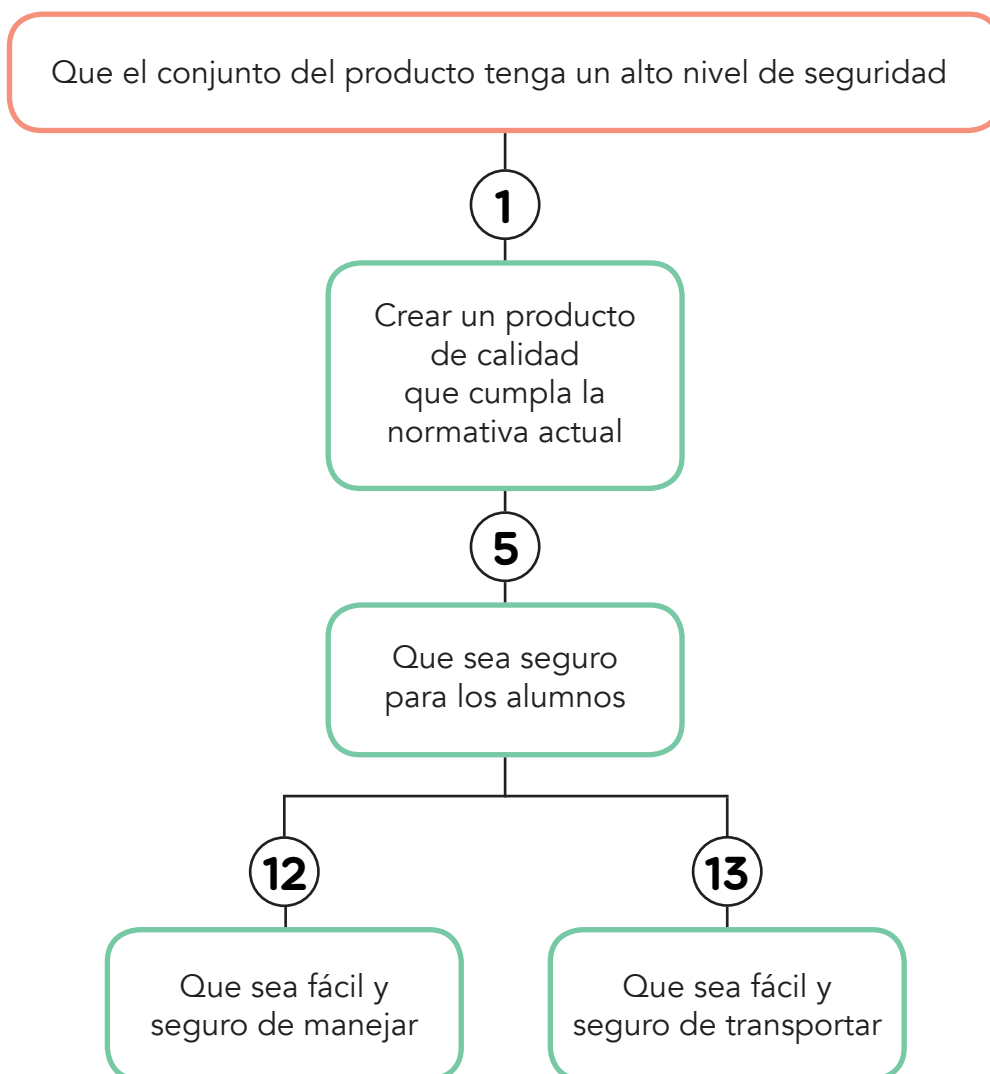 Que el conjunto del producto tenga un alto nivel de seguridad
1
Crear un producto
de calidad
que cumpla la
normativa actual
5
Que sea seguro
para los alumnos
12
13
Que sea fácil y
seguro de manejar
Que sea fácil y
seguro de transportar